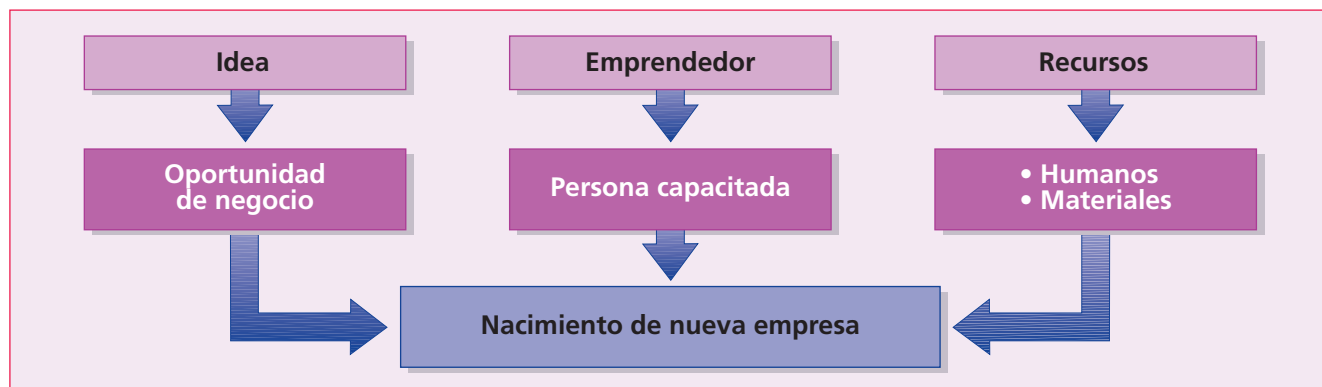 Idea
Emprendedor
Recursos
Oportunidad
de negocio
Persona capacitada
• Humanos
• Materiales
Nacimiento de nueva empresa